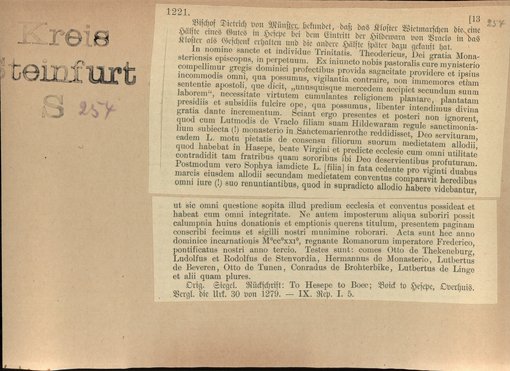 Kreis
Steinfurt
S 257
1221.
[13
257
Bischof Dietrich von Münster bekundet, daß das Kloster Wietmarschen die eine
Hälfte eines Gutes in Hesepe bei dem Eintritt der Hildewara von Vraclo in das
Kloster als Geschenk erhalten und die andere Hälfte später dazu gekauft hat.
In nomine sancte et individue Trinitatis. Theodericus, Dei gratia Mona-
steriensis episcopus, in perpetuum. Ex iniuncto nobis pastoralis cure mynisterio
compellimur gregis dominici profectibus provida sagacitate providere et ipsius
incommodis omni, qua possumus, vigilantia contraire, non immemores etiam
sententie apostoli, que dicit, „unusquisque mercedem accipiet secundum suum
laborem“, necessitate virtutem cumulantes religionem plantare, plantatam
presidiis et subsidiis fulcire ope, qua possumus, libenter intendimus divina
gratia dante incrementum. Sciant ergo presentes et posteri non ignorent,
quod cum Lutmodis de Vraclo filiam suam Hildewaram regule sanctimonia-
lium subiecta (!) monasterio in Sanctemarienrothe reddidisset, Deo servituram,
eadem L. motu pietatis de consensu filiorum suorum medietatem allodii,
quod habebat in Hasepe, beate Virgini et predicte ecclesie cum omni utilitate
contradidit tam fratribus quam sororibus ibi Deo deservientibus profuturam.
Postmodum vero Sophya iamdicte L. [filia] in fata cedente pro viginti duabus
marcis eiusdem allodii secundam medietatem conventus comparavit heredibus
omni iure (!) suo renuntiantibus, quod in supradicto allodio habere videbantur,
ut sic omni questione sopita illud predium ecclesia et conventus possideat et
habeat cum omni integritate. Ne autem imposterum aliqua suboriri possit
calumpnia huius donationis et emptionis querens titulum, presentem paginam
conscribi fecimus et sigilli nostri munimine roborari. Acta sunt hec anno
dominice incarnationis M⁰cc⁰xxi⁰, regnante Romanorum imperatore Frederico,
pontificatus nostri anno tercio. Testes sunt: comes Otto de Thekeneburg,
Ludolfus et Rodolfus de Stenvordia, Hermannus de Monasterio, Lutbertus
de Beveren, Otto de Tunen, Conradus de Brohterbike, Lutbertus de Linge
et alii quam plures.
Orig. Siegel. Rückschrift: To Hesepe to Boec; Boick to Hesepe, Overhuis.
Vergl. die Urk. 30 von 1279. — IX. Rep. I. 5.